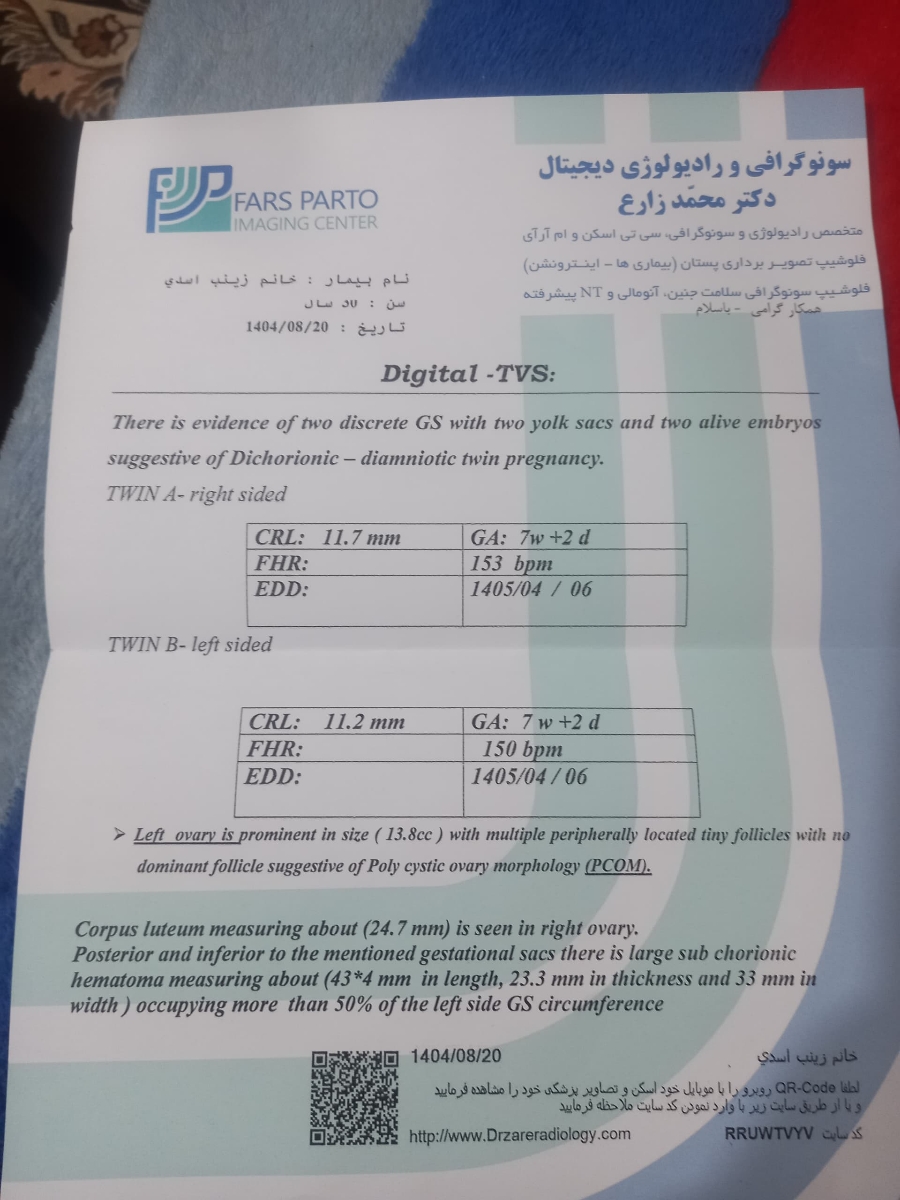 FARS PARTO
IMAGING CENTER
سونوگرافی و رادیولوژی دیجیتال
دکتر محمّد زارع
متخصص رادیولوژی و سونوگرافی، سی تی اسکن و ام آرآی
فلوشیپ تصویر برداری پستان (بیماری ها - اینترونشن)
فلوشیپ سونوگرافی سلامت جنین، آنومالی و NT پیشرفته
همکار گرامی - باسلام
نام بیمار : خانم زینب اسدي
سن : سال
تاریخ : 1404/08/20
Digital -TVS:
There is evidence of two discrete GS with two yolk sacs and two alive embryos
suggestive of Dichorionic – diamniotic twin pregnancy.
TWIN A- right sided
CRL: 11.7 mm GA: 7w +2 d
FHR: 153 bpm
EDD: 1405/04 / 06
TWIN B- left sided
CRL: 11.2 mm GA: 7 w +2 d
FHR: 150 bpm
EDD: 1405/04 / 06
➢ Left ovary is prominent in size ( 13.8cc ) with multiple peripherally located tiny follicles with no
dominant follicle suggestive of Poly cystic ovary morphology (PCOM).
Corpus luteum measuring about (24.7 mm) is seen in right ovary.
Posterior and inferior to the mentioned gestational sacs there is large sub chorionic
hematoma measuring about (43*4 mm in length, 23.3 mm in thickness and 33 mm in
width ) occupying more than 50% of the left side GS circumference
1404/08/20 خانم زینب اسدي
لطفا QR-Code روبرو را با موبایل خود اسکن و تصاویر پزشکی خود را مشاهده فرمایید
و یا از طریق سایت زیر با وارد نمودن کد سایت ملاحظه فرمایید
http://www.Drzareradiology.com کد سایت RRUWTVYV